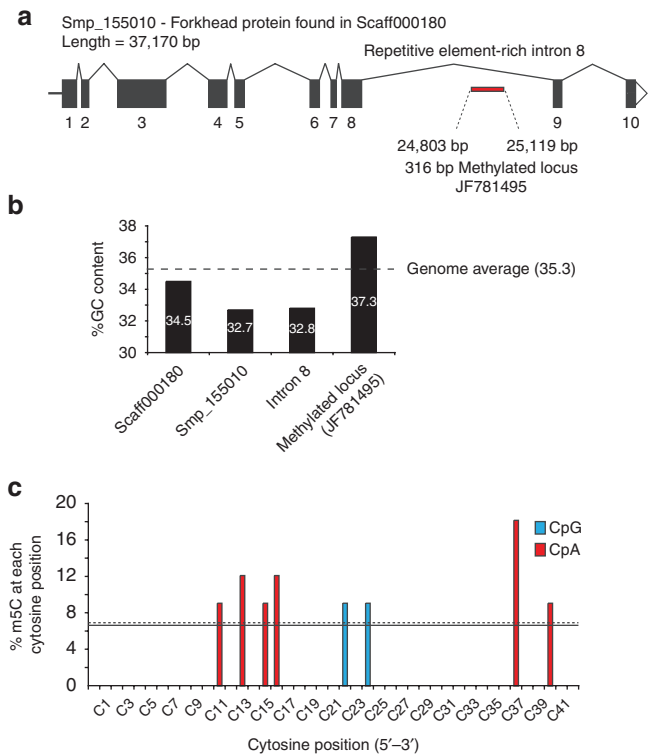 a
Smp_155010 - Forkhead protein found in Scaff000180
Length = 37,170 bp
Repetitive element-rich intron 8
1 2 3 4 5 6 7 8 9 10
24,803 bp 25,119 bp
316 bp Methylated locus
JF781495
b
%GC content
38
36
34
32
30
Genome average (35.3)
34.5
32.7
32.8
37.3
Scaff000180
Smp_155010
Intron 8
Methylated locus
(JF781495)
c
% m5C at each
cytosine position
20
16
12
8
4
0
CpG
CpA
C1 C3 C5 C7 C9 C11 C13 C15 C17 C19 C21 C23 C25 C27 C29 C31 C33 C35 C37 C39 C41
Cytosine position (5′–3′)